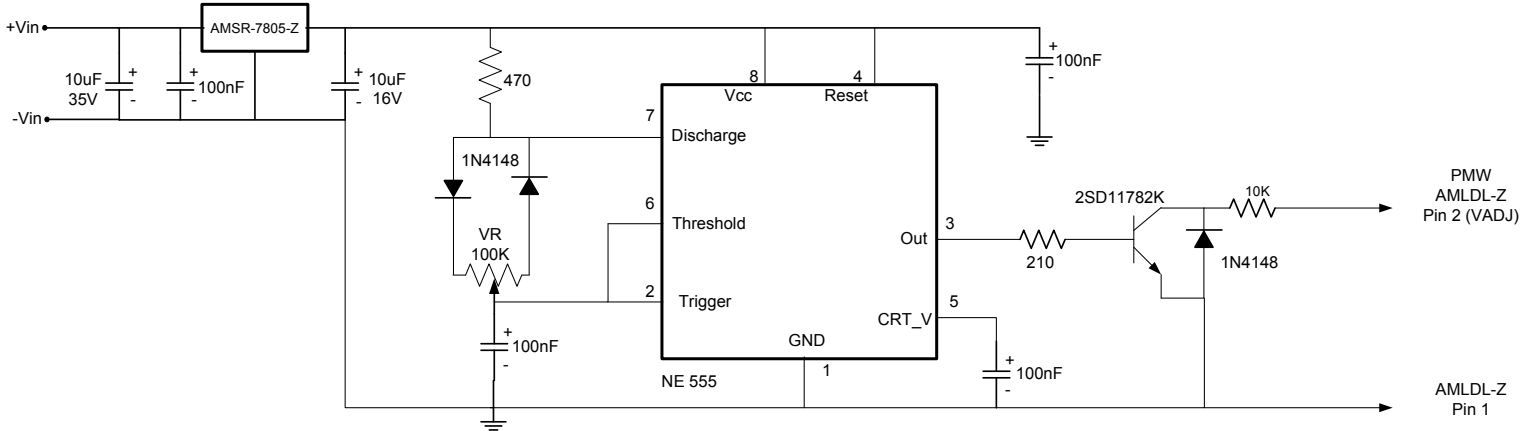 +Vin
AMSR-7805-Z
-Vin
10uF
35V
+
-
+
100nF
-
+
10uF
16V
-
470
8
4
Vcc
Reset
+
100nF
-
7
Discharge
1N4148
6
Threshold
VR
100K
2
Trigger
+
100nF
-
3
Out
5
CRT_V
GND
1
NE 555
+
100nF
-
210
2SD11782K
10K
1N4148
PMW
AMLDL-Z
Pin 2 (VADJ)
AMLDL-Z
Pin 1